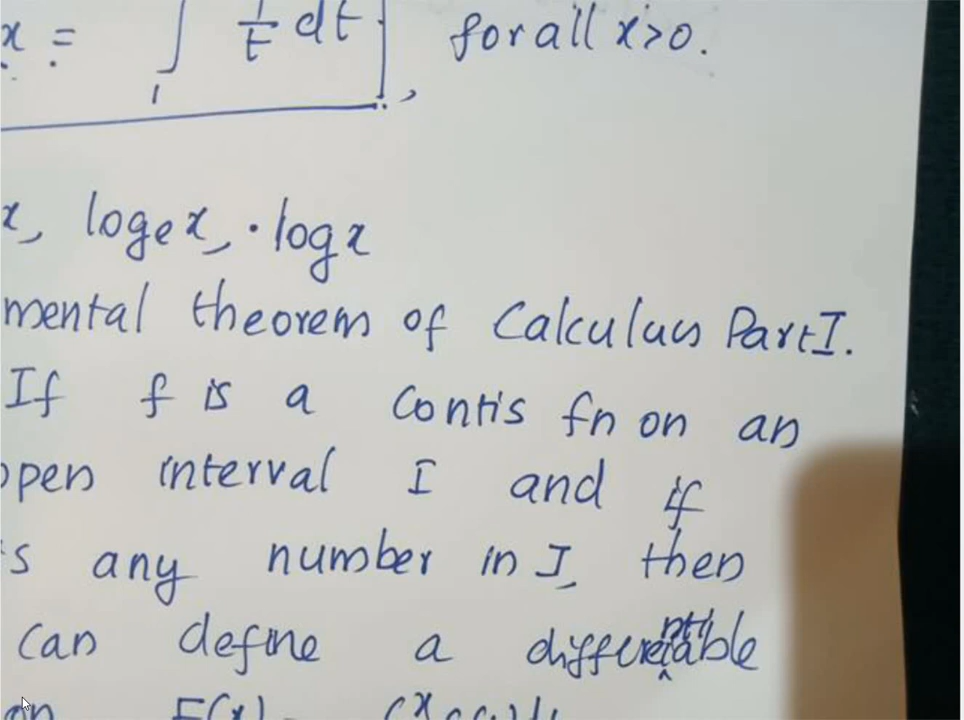 x = ∫ 1/t dt, for all x>0.
1
x, logex, ·logx
mental theorem of Calculus Part I.
If f is a Contis fn on an
pen interval I and if
s any number in I, then
can define a differentiable
on F(x)